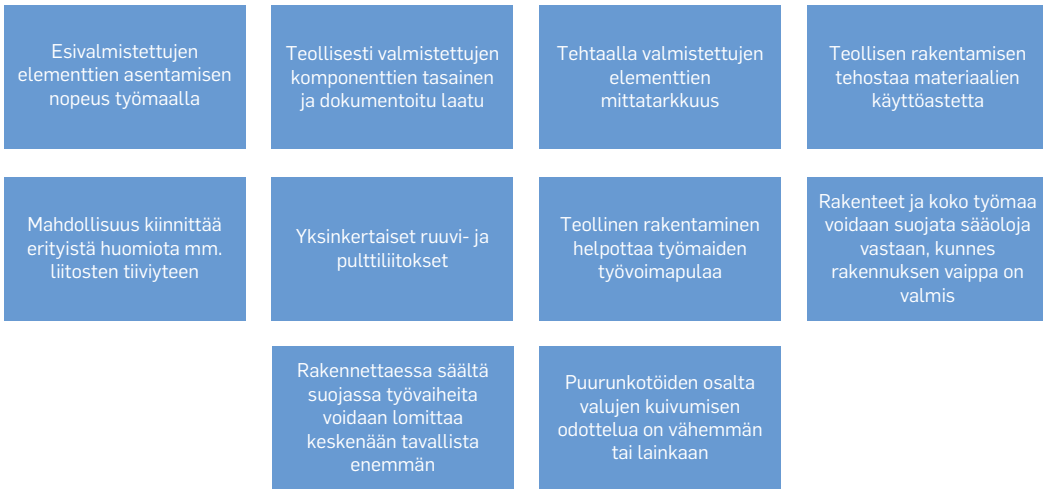 Esivalmistettujen
elementtien asentamisen
nopeus työmaalla
Teollisesti valmistettujen
komponenttien tasainen
ja dokumentoitu laatu
Tehtaalla valmistettujen
elementtien
mittatarkkuus
Teollisen rakentamisen
tehostaa materiaalien
käyttöastetta
Mahdollisuus kiinnittää
erityistä huomiota mm.
liitosten tiiviyteen
Yksinkertaiset ruuvi- ja
pulttiliitokset
Teollinen rakentaminen
helpottaa työmaiden
työvoimapulaa
Rakenteet ja koko työmaa
voidaan suojata sääoloja
vastaan, kunnes
rakennuksen vaippa on
valmis
Rakennettaessa säältä
suojassa työvaiheita
voidaan lomittaa
keskenään tavallista
enemmän
Puurunkotöiden osalta
valujen kuivumisen
odottelua on vähemmän
tai lainkaan